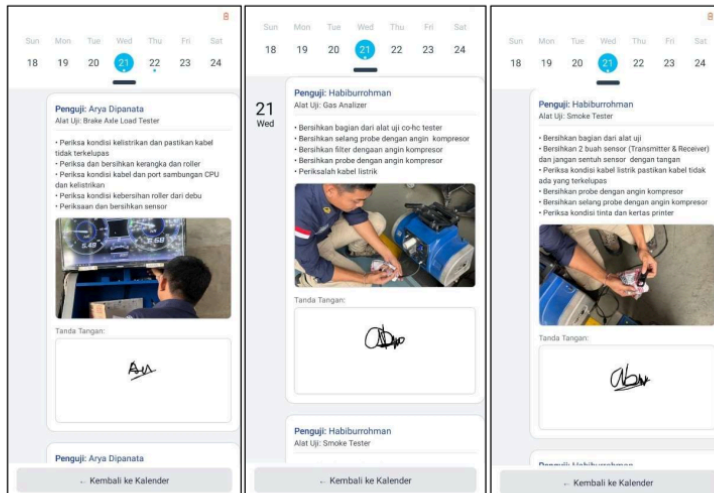 Sun Mon Tue Wed Thu Fri Sat
18 19 20 21 22 23 24
Penguji: Arya Dipanata
Alat Uji: Brake Axle Load Tester
• Periksa kondisi kelistrikan dan pastikan kabel
tidak terkelupas
• Periksa dan bersihkan kerangka dan roller
• Periksa kondisi kabel dan port sambungan CPU
dan kelistrikan
• Periksa kondisi kebersihan roller dari debu
• Periksaan dan bersihkan sensor
Tanda Tangan:
Penguji: Arya Dipanata
← Kembali ke Kalender
Sun Mon Tue Wed Thu Fri Sat
18 19 20 21 22 23 24
21
Wed
Penguji: Habiburrohman
Alat Uji: Gas Analizer
• Bersihkan bagian dari alat uji co-hc tester
• Bersihkan selang probe dengan angin kompresor
• Bersihkan filter dengaan angin kompresor
• Bersihkan probe dengan angin kompresor
• Periksalah kabel listrik
Tanda Tangan:
Penguji: Habiburrohman
Alat Uji: Smoke Tester
← Kembali ke Kalender
Sun Mon Tue Wed Thu Fri Sat
18 19 20 21 22 23 24
Penguji: Habiburrohman
Alat Uji: Smoke Tester
• Bersihkan bagian dari alat uji
• Bersihkan 2 buah sensor (Transmitter & Receiver)
dan jangan sentuh sensor dengan tangan
• Periksa kondisi kabel listrik pastikan kabel tidak
ada yang terkelupas
• Bersihkan probe dengan angin kompresor
• Bersihkan selang probe dengan angin kompresor
• Periksa kondisi tinta dan kertas printer
Tanda Tangan:
Penguji: Habiburrohman
← Kembali ke Kalender